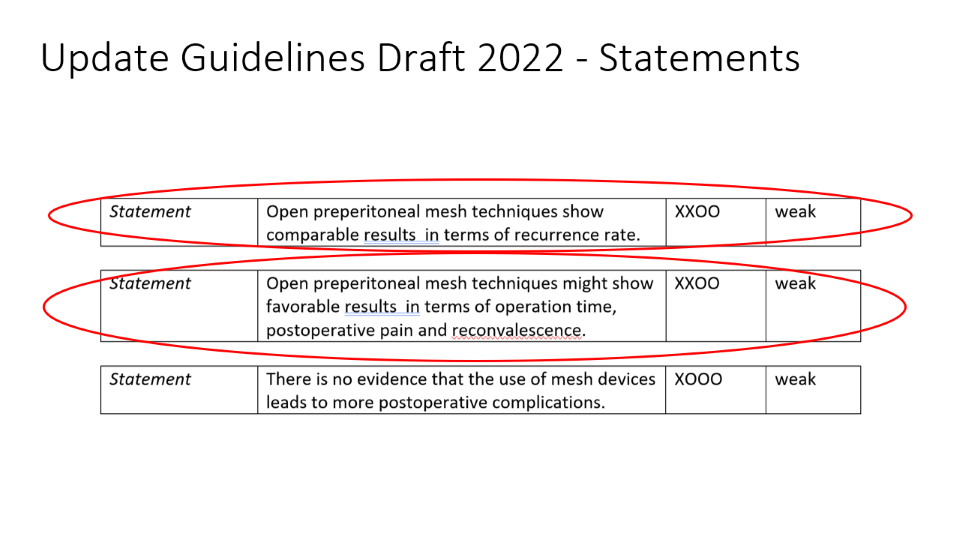 Update Guidelines Draft 2022 - Statements
Statement Open preperitoneal mesh techniques show XXOO weak
comparable results  in terms of recurrence rate.
Statement Open preperitoneal mesh techniques might show XXOO weak
favorable results  in terms of operation time,
postoperative pain and reconvalescence.
Statement There is no evidence that the use of mesh devices XOOO weak
leads to more postoperative complications.